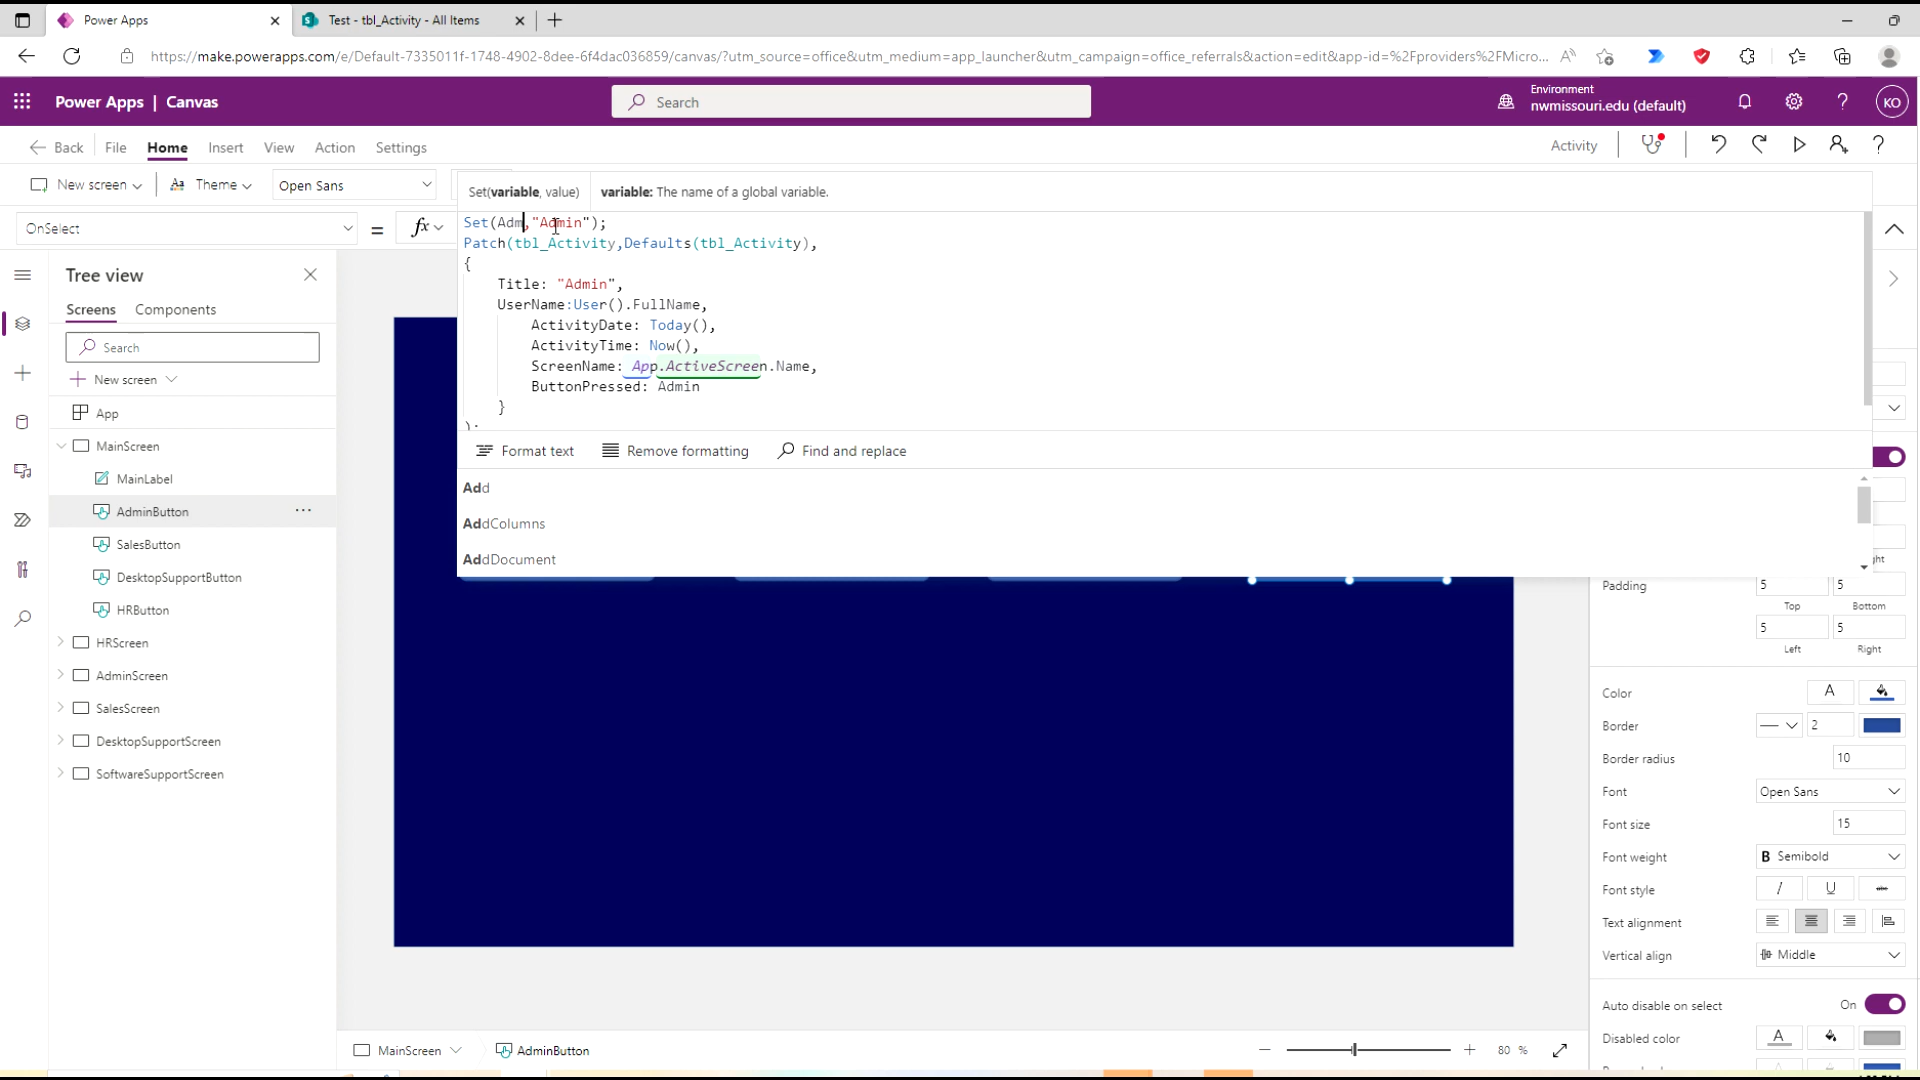 Power Apps
Test - tbl_Activity - All Items
https://make.powerapps.com/e/Default-7335011f-1748-4902-8dee-6f4dac036859/canvas/?utm_source=office&utm_medium=app_launcher&utm_campaign=office_referrals&action=edit&app-id=%2Fproviders%2FMicro...
Power Apps | Canvas
Search
Environment
nwmissouri.edu (default)
KO
Back
File
Home
Insert
View
Action
Settings
Activity
New screen
Theme
Open Sans
Set(variable, value)
variable: The name of a global variable.
OnSelect
=
fx
Set(Adm,"Admin");
Patch(tbl_Activity,Defaults(tbl_Activity),
{
Title: "Admin",
UserName:User().FullName,
ActivityDate: Today(),
ActivityTime: Now(),
ScreenName: App.ActiveScreen.Name,
ButtonPressed: Admin
}
);
Format text
Remove formatting
Find and replace
Add
AddColumns
AddDocument
Tree view
Screens
Components
Search
New screen
App
MainScreen
MainLabel
AdminButton
SalesButton
DesktopSupportButton
HRButton
HRScreen
AdminScreen
SalesScreen
DesktopSupportScreen
SoftwareSupportScreen
Padding
5
5
Top
Bottom
5
5
Left
Right
Color
Border
2
Border radius
10
Font
Open Sans
Font size
15
Font weight
B Semibold
Font style
Text alignment
Vertical align
Middle
Auto disable on select
On
Disabled color
MainScreen
AdminButton
80 %